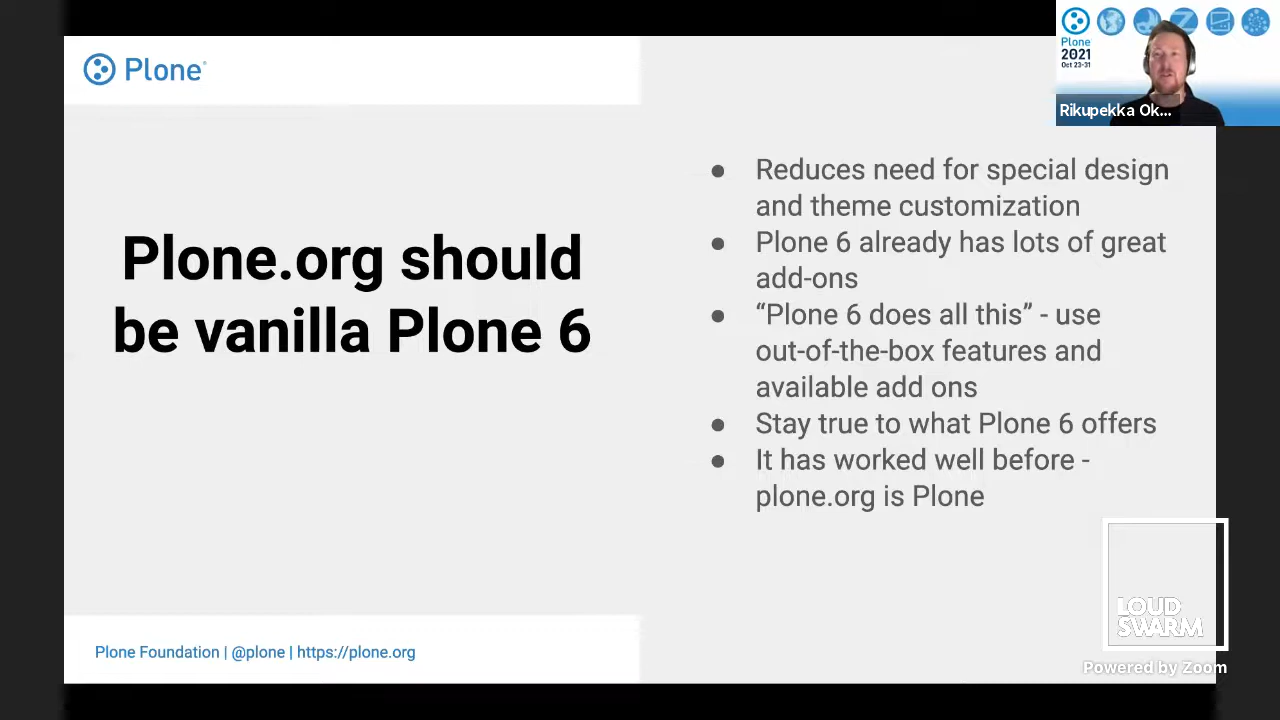 Plone
Plone
2021
Oct 23-31
Rikupekka Ok...
Plone.org should
be vanilla Plone 6
● Reduces need for special design
and theme customization
● Plone 6 already has lots of great
add-ons
● “Plone 6 does all this” - use
out-of-the-box features and
available add ons
● Stay true to what Plone 6 offers
● It has worked well before -
plone.org is Plone
Plone Foundation | @plone | https://plone.org
LOUD
SWARM
Powered by Zoom